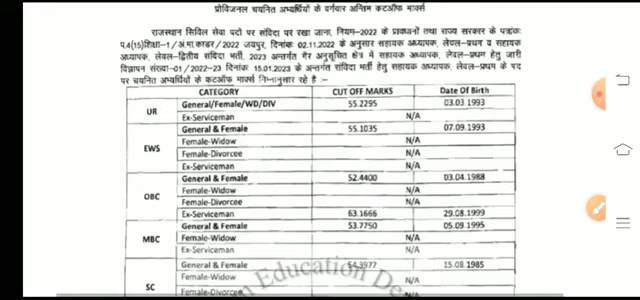 प्रोविजनल चयनित अभ्यर्थियों के वर्गवार अन्तिम कटऑफ मार्क्स
राजस्थान सिविल सेवा पदो पर संविदा पर रखा जाना, नियम–2022 के प्रावधानों तथा राज्य सरकार के पत्रांकः
प.4(15)शिक्षा–1/अं.मा.काडर/2022 जयपुर, दिनांकः 02.11.2022 के अनुसार सहायक अध्यापक, लेवल–प्रथम व सहायक
अध्यापक, लेवल–द्वितीय संविदा भर्ती, 2023 अन्तर्गत गैर अनुसूचित क्षेत्र में सहायक अध्यापक, लेवल–प्रथम हेतु जारी
विज्ञापन संख्या–01/2022–23 दिनांकः 15.01.2023 के अन्तर्गत संविदा भर्ती हेतु सहायक अध्यापक, लेवल–प्रथम के पद
पर चयनित अभ्यर्थियों के कटऑफ मार्क्स निम्नानुसार रहे :–
CATEGORY CUT OFF MARKS Date Of Birth
UR General/Female/WD/DIV 55.2295 03.03.1993
Ex-Serviceman N/A
EWS General & Female 55.1035 07.09.1993
Female-Widow N/A
Female-Divorcee N/A
Ex-Serviceman N/A
OBC General & Female 52.4400 03.04.1988
Female-Widow N/A
Female-Divorcee N/A
Ex-Serviceman 63.1666 29.08.1999
MBC General & Female 53.7750 05.09.1995
Female-Widow N/A
Ex-Serviceman N/A
SC General & Female 54.3977 15.08.1985
Female-Widow N/A
Female-Divorcee N/A
Education De